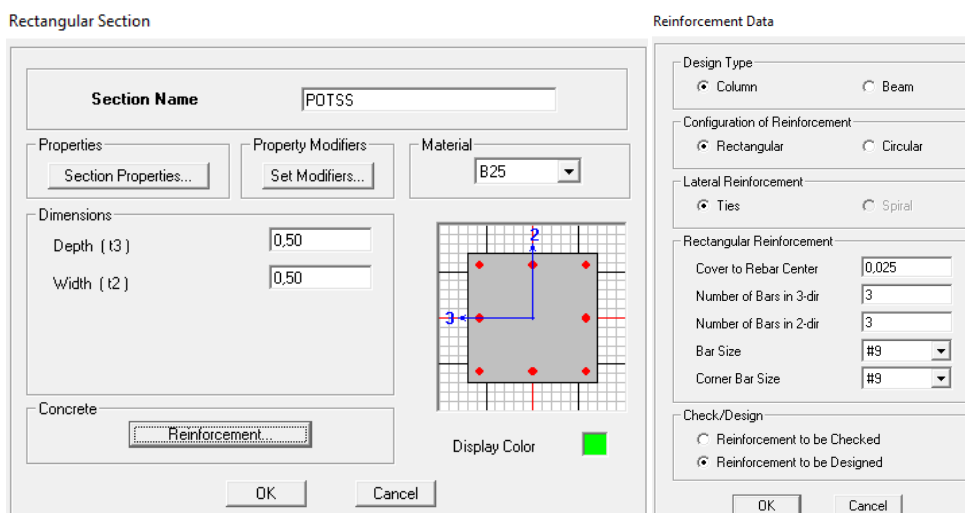 Rectangular Section
Section Name POTSS
Properties
Section Properties...
Property Modifiers
Set Modifiers...
Material
B25
Dimensions
Depth ( t3 ) 0,50
Width ( t2 ) 0,50
2
3
Concrete
Reinforcement...
Display Color
OK Cancel
Reinforcement Data
Design Type
Column Beam
Configuration of Reinforcement
Rectangular Circular
Lateral Reinforcement
Ties Spiral
Rectangular Reinforcement
Cover to Rebar Center 0,025
Number of Bars in 3-dir 3
Number of Bars in 2-dir 3
Bar Size #9
Corner Bar Size #9
Check/Design
Reinforcement to be Checked
Reinforcement to be Designed
OK Cancel